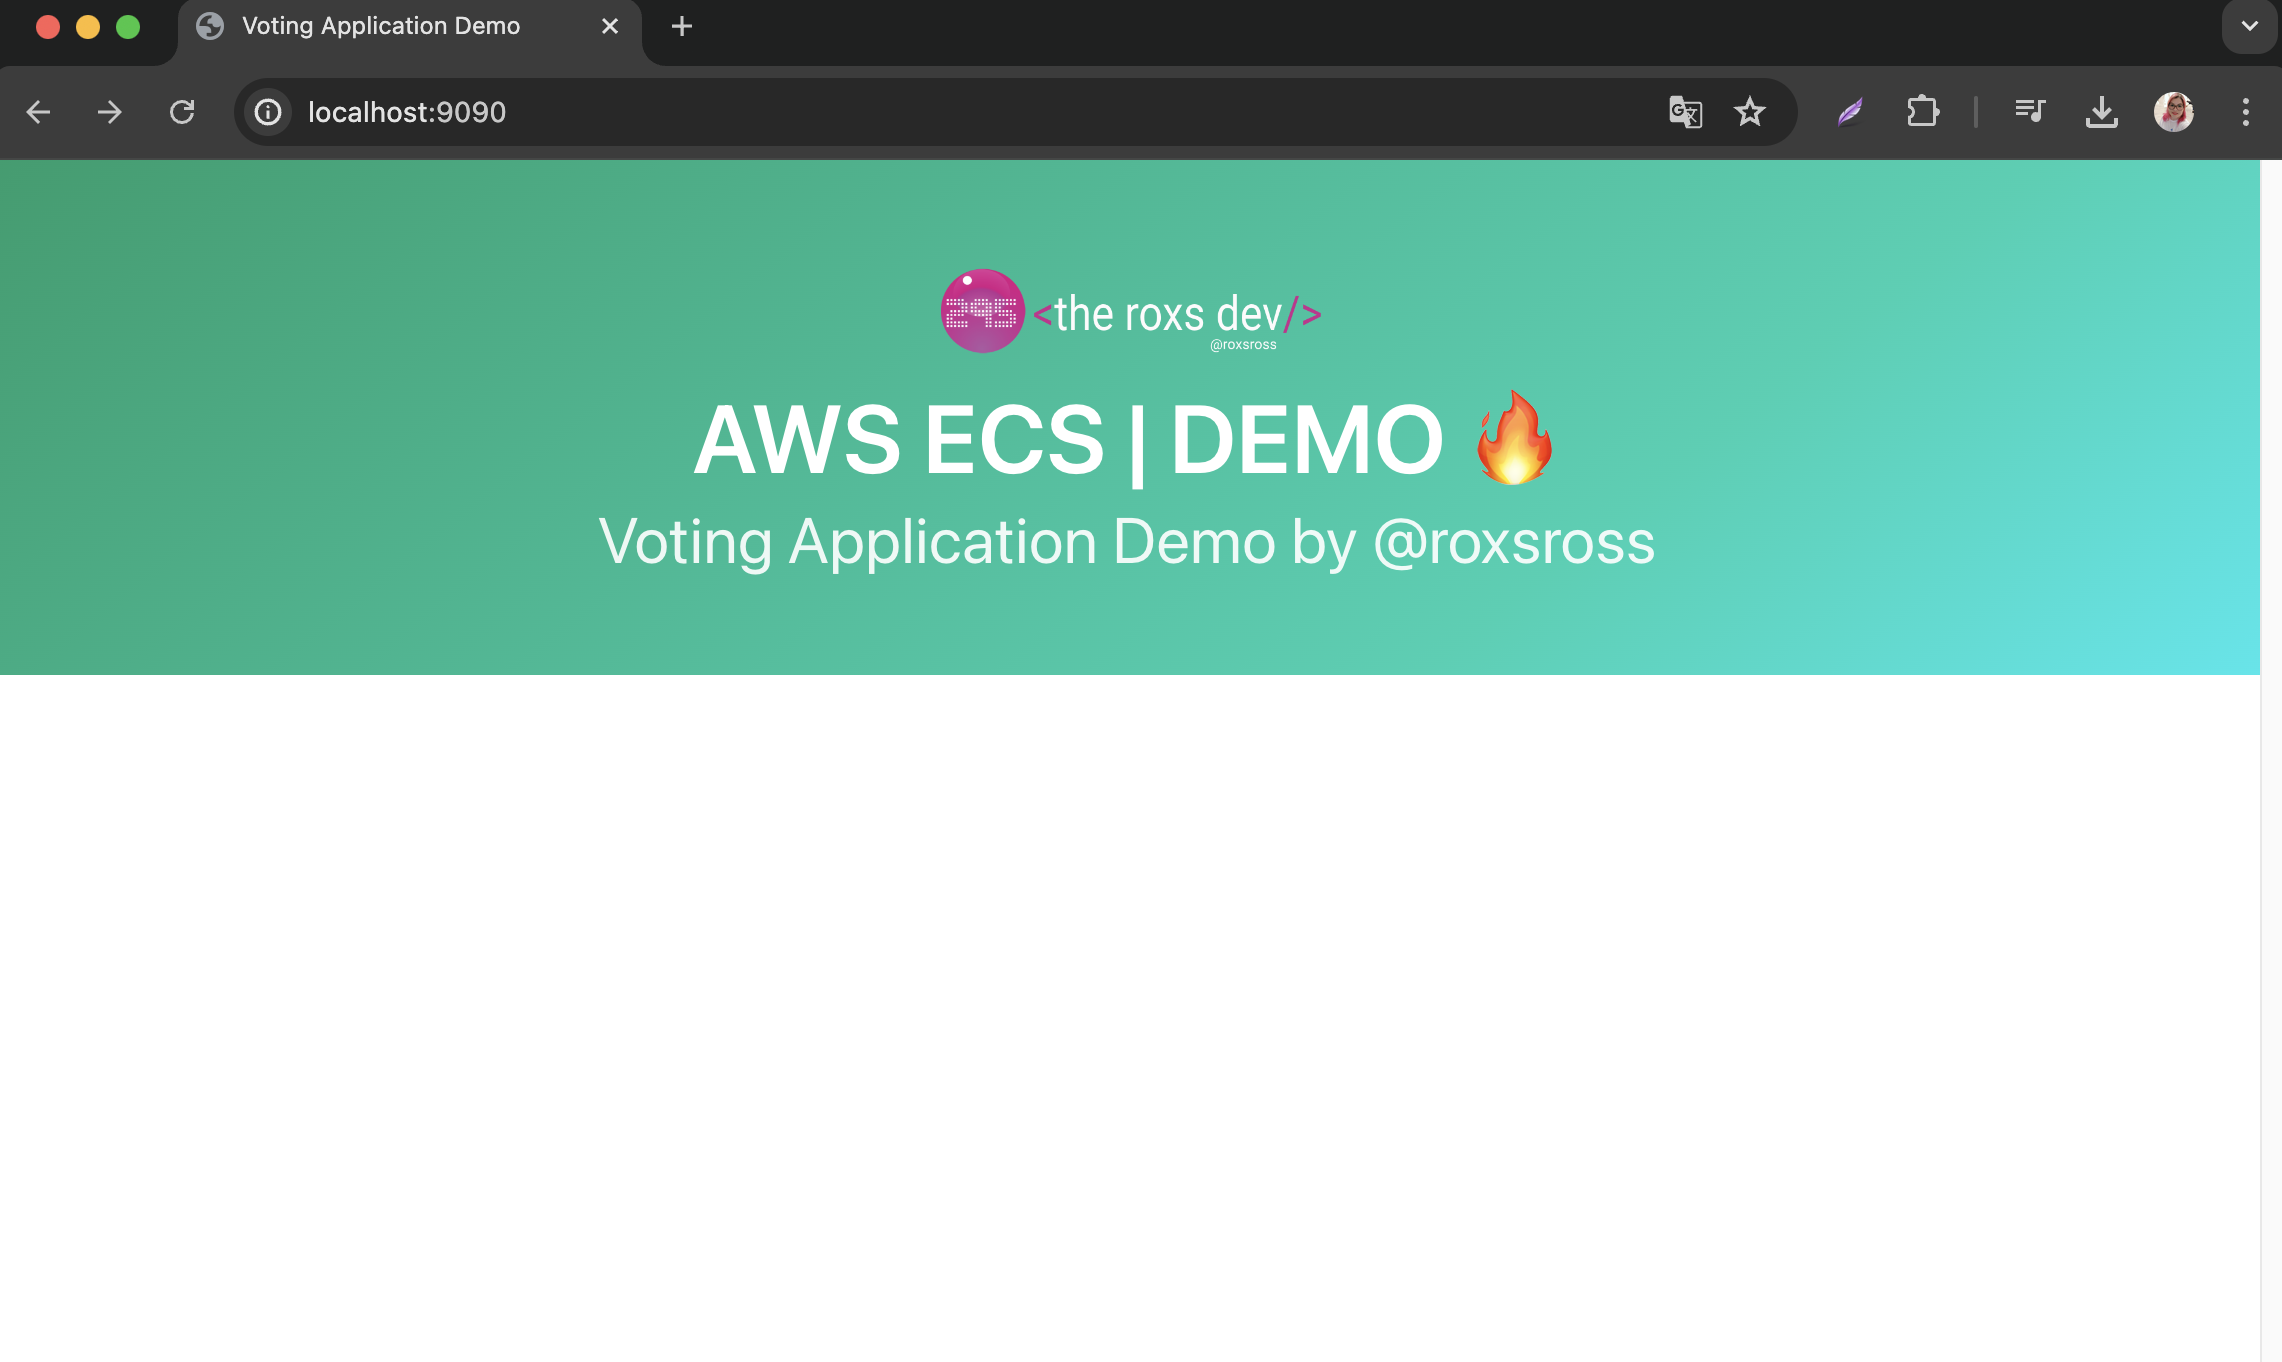 Voting Application Demo
localhost:9090
295
<the roxs dev/>
@roxsross
AWS ECS | DEMO 🔥
Voting Application Demo by @roxsross